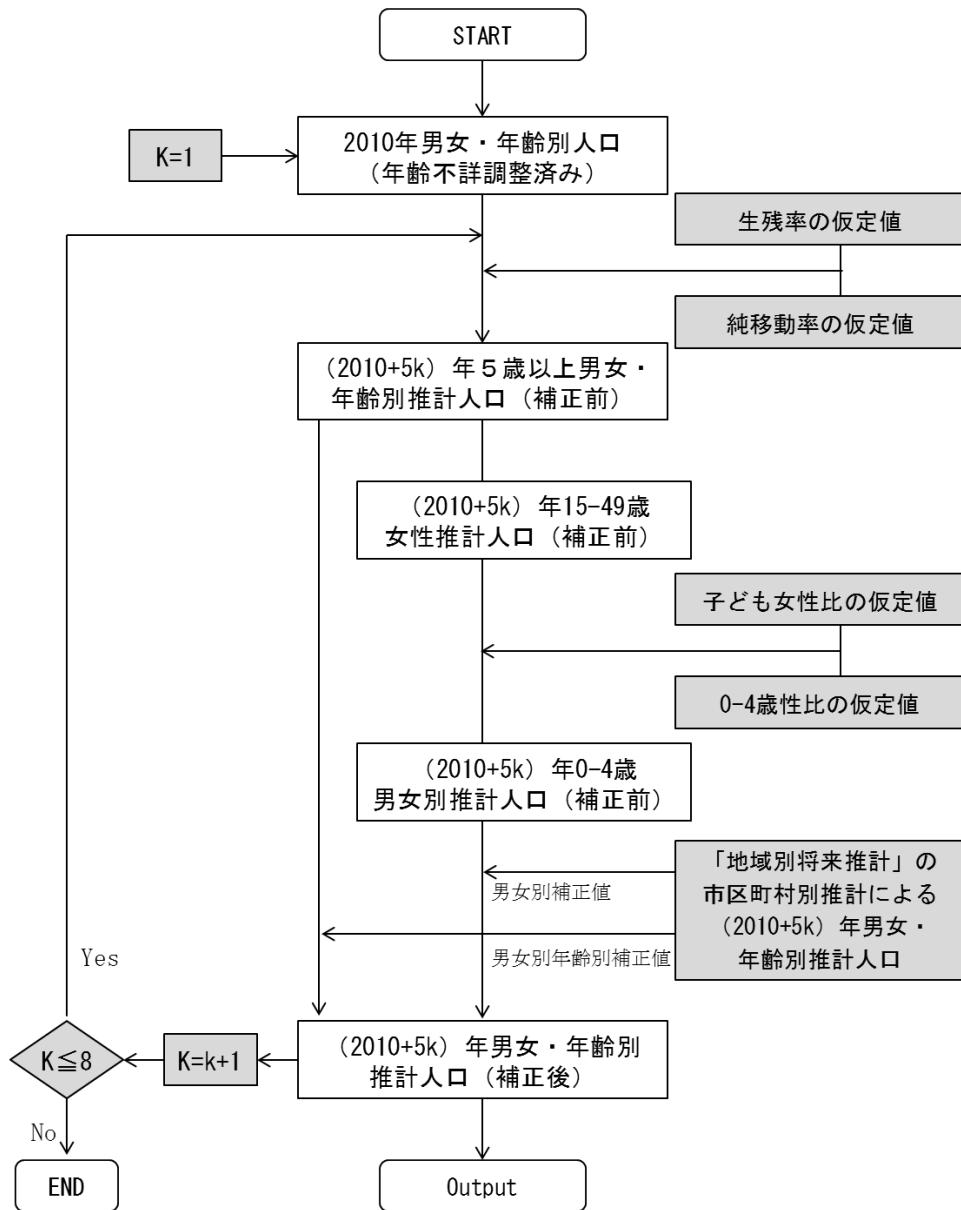 START
2010年男女・年齢別人口
（年齢不詳調整済み）
K=1
生残率の仮定値
純移動率の仮定値
（2010+5k）年５歳以上男女・
年齢別推計人口（補正前）
（2010+5k）年15-49歳
女性推計人口（補正前）
子ども女性比の仮定値
0-4歳性比の仮定値
（2010+5k）年0-4歳
男女別推計人口（補正前）
「地域別将来推計」の
市区町村別推計による
（2010+5k）年男女・
年齢別推計人口
男女別補正値
男女別年齢別補正値
Yes
（2010+5k）年男女・年齢別
推計人口（補正後）
K=k+1
K≦8
No
END
Output